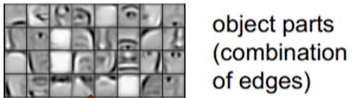 object parts
(combination
of edges)